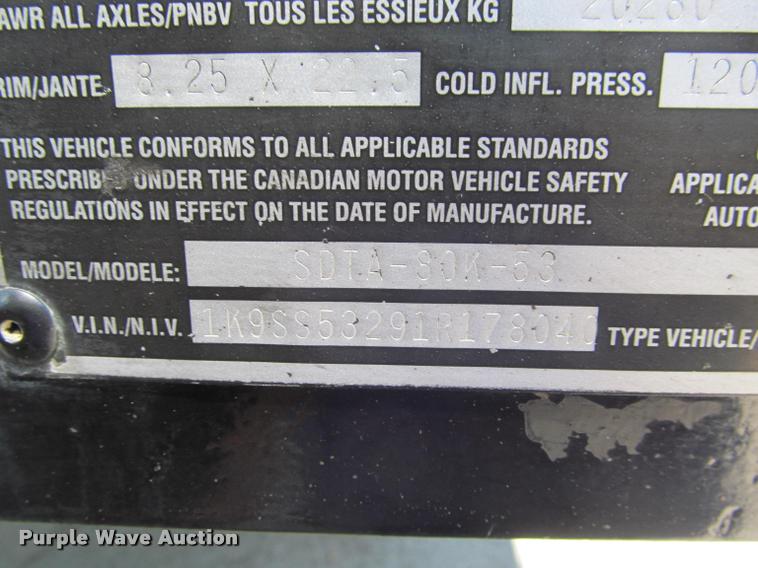 AWR ALL AXLES/PNBV TOUS LES ESSIEUX KG 20280
RIM/JANTE 8.25 X 22.5 COLD INFL. PRESS. 120
THIS VEHICLE CONFORMS TO ALL APPLICABLE STANDARDS
PRESCRIBED UNDER THE CANADIAN MOTOR VEHICLE SAFETY APPLICA
REGULATIONS IN EFFECT ON THE DATE OF MANUFACTURE. AUTO
MODEL/MODELE: SDTA-80K-53
V.I.N./N.I.V. 1K9SS53291R178040 TYPE VEHICLE/
Purple Wave Auction